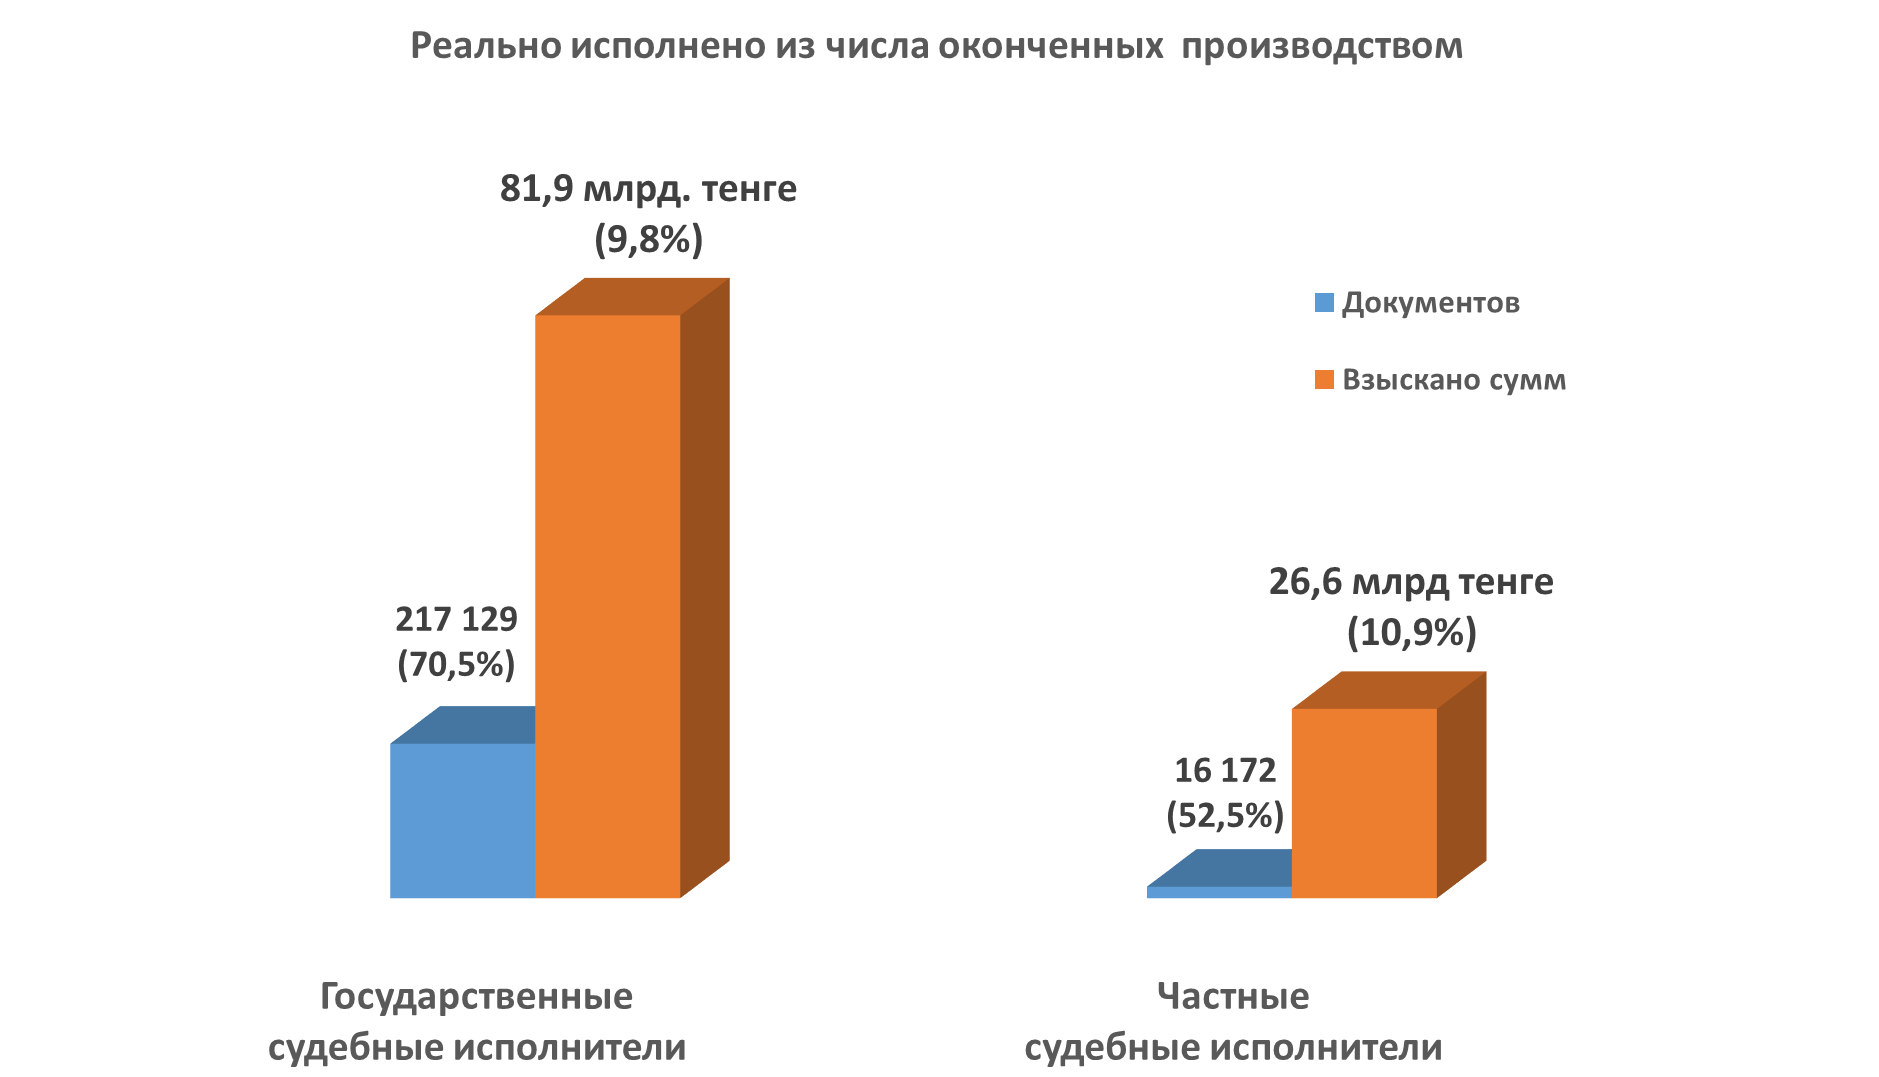 Реально исполнено из числа оконченных  производством
81,9 млрд. тенге
(9,8%)
217 129
(70,5%)
Документов
Взыскано сумм
26,6 млрд тенге
(10,9%)
16 172
(52,5%)
Государственные
судебные исполнители
Частные
судебные исполнители